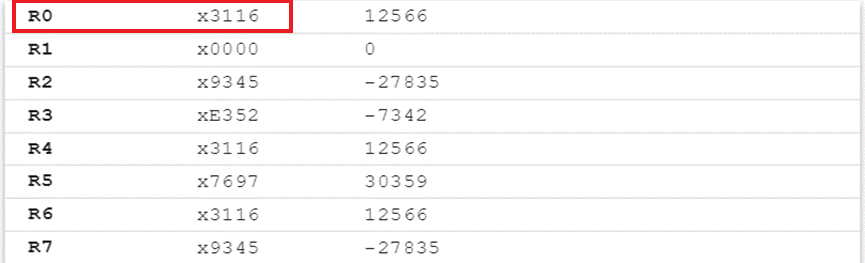 R0 x3116 12566
R1 x0000 0
R2 x9345 -27835
R3 xE352 -7342
R4 x3116 12566
R5 x7697 30359
R6 x3116 12566
R7 x9345 -27835